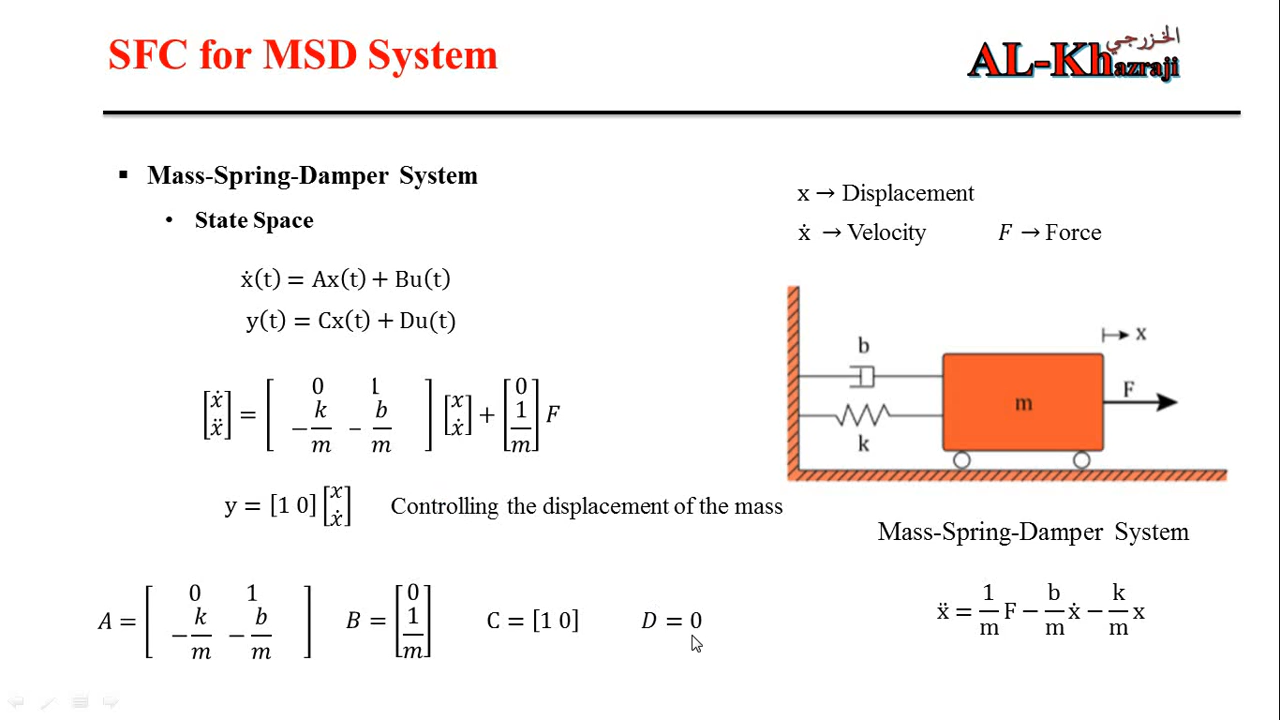 SFC for MSD System
الخزرجي
AL-Khazraji
▪ Mass-Spring-Damper System
• State Space
ẋ(t) = Ax(t) + Bu(t)
y(t) = Cx(t) + Du(t)
[ẋ; ẍ] = [0 1; −k/m −b/m] [x; ẋ] + [0; 1/m] F
y = [1 0] [x; ẋ] Controlling the displacement of the mass
A = [0 1; −k/m −b/m] B = [0; 1/m] C = [1 0] D = 0
x → Displacement
ẋ → Velocity F → Force
b
x
F
m
k
Mass-Spring-Damper System
ẍ = 1/m F − b/m ẋ − k/m x